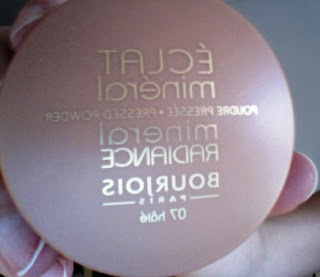 ÉCLAT
minéral
POUDRE PRESSÉE • PRESSED POWDER
mineral
RADIANCE
BOURJOIS
PARIS
07 hâlé